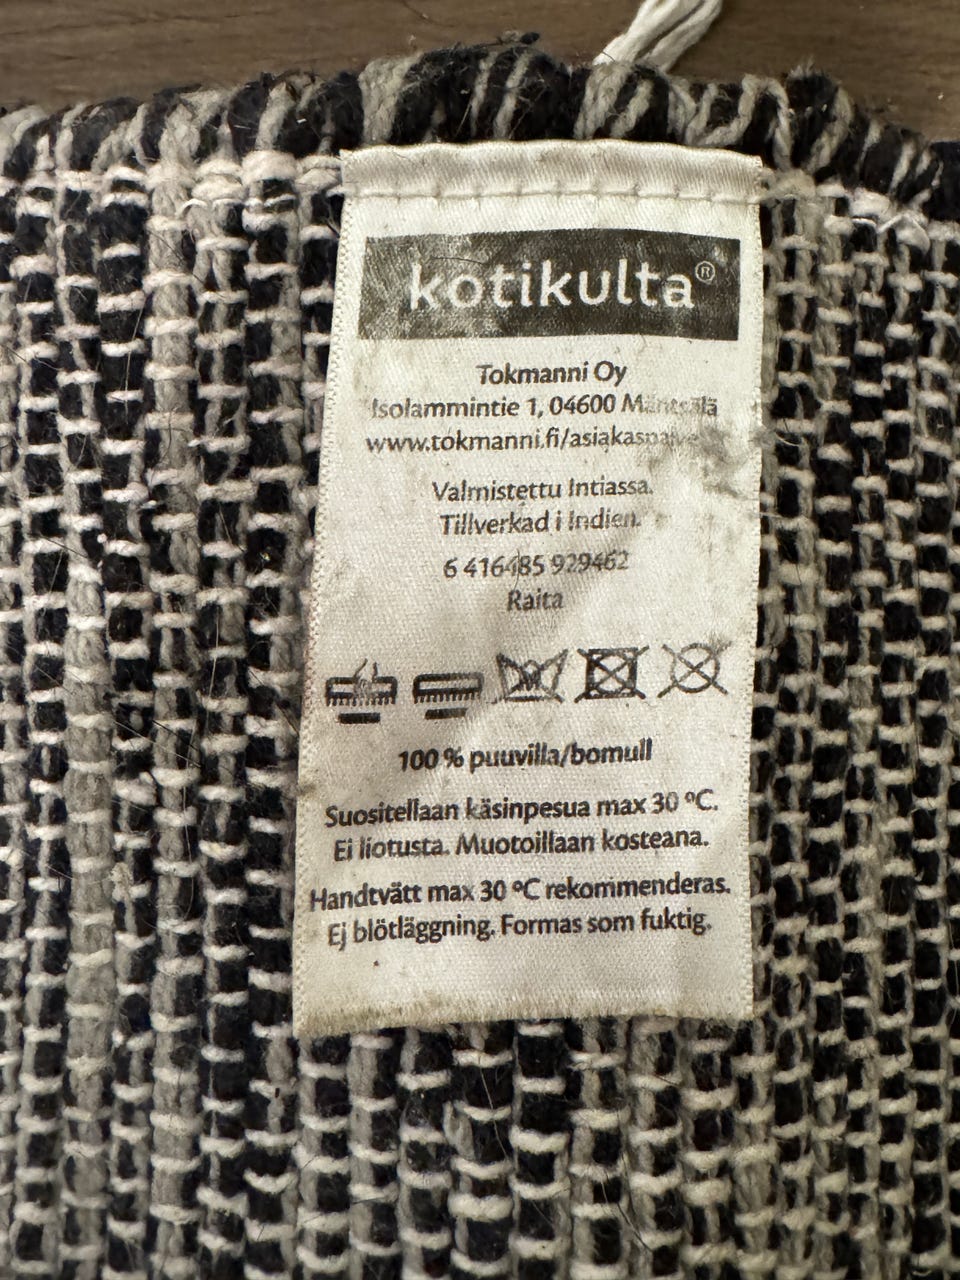 kotikulta®
Tokmanni Oy
Isolammintie 1, 04600 Mäntsälä
www.tokmanni.fi/asiakaspalvelu
Valmistettu Intiassa.
Tillverkad i Indien.
6 416485 929462
Raita
100 % puuvilla/bomull
Suositellaan käsinpesua max 30 ºC.
Ei liotusta. Muotoillaan kosteana.
Handtvätt max 30 ºC rekommenderas.
Ej blötläggning. Formas som fuktig.